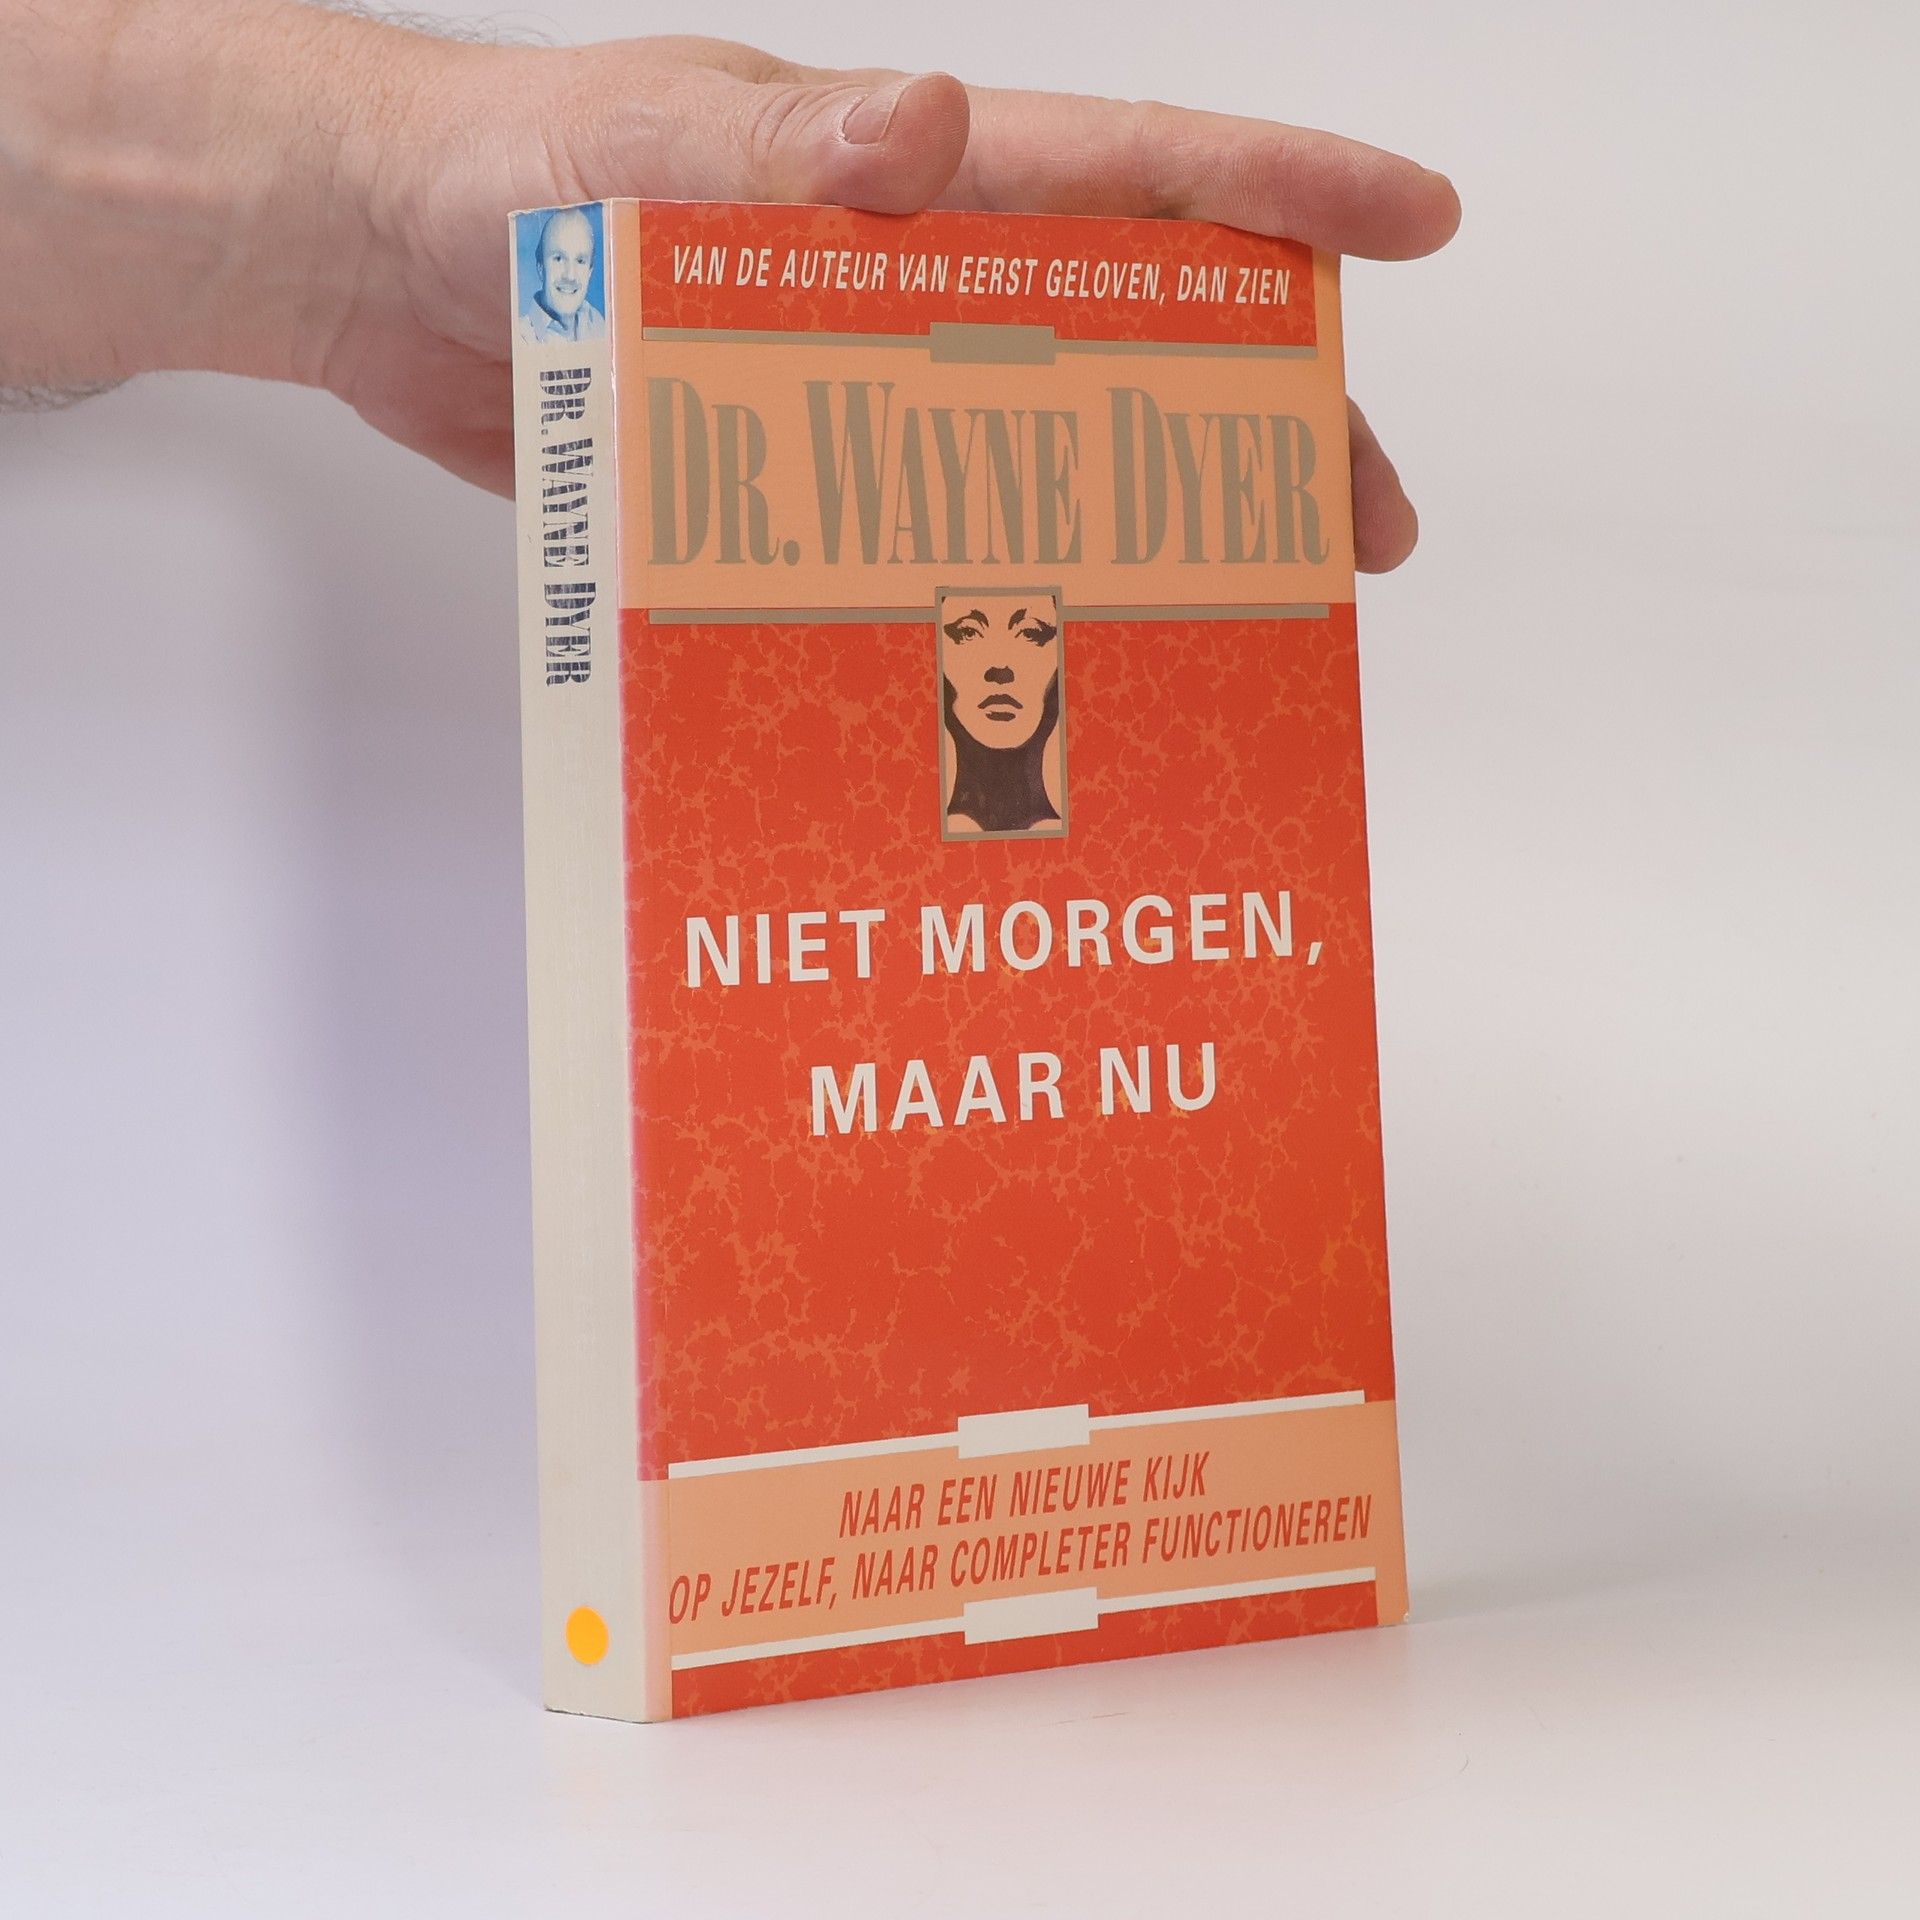 VAN DE AUTEUR VAN EERST GELOVEN, DAN ZIEN
DR. WAYNE DYER
NIET MORGEN,
MAAR NU
NAAR EEN NIEUWE KIJK
OP JEZELF, NAAR COMPLETER FUNCTIONEREN
DR. WAYNE DYER